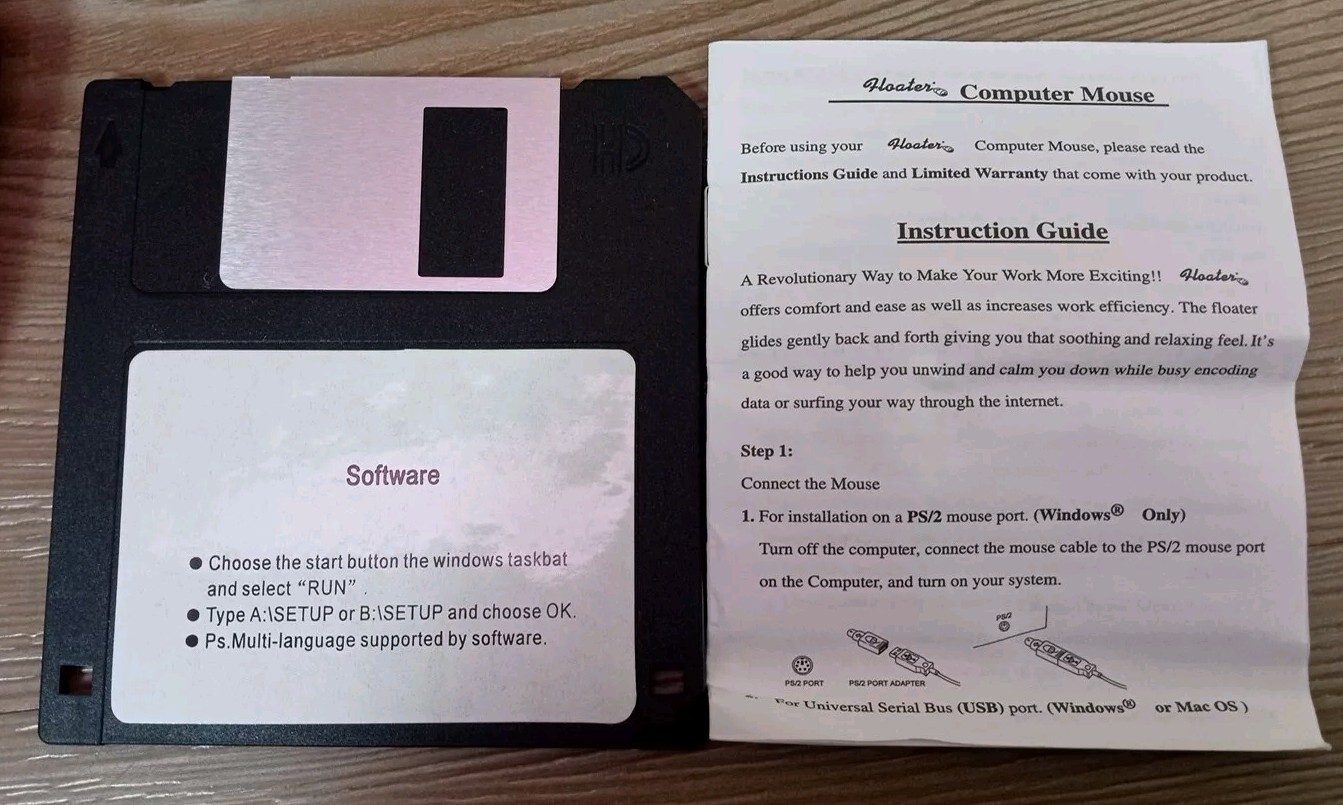 HD
Software
● Choose the start button the windows taskbat
and select “RUN” .
● Type A:\SETUP or B:\SETUP and choose OK.
● Ps.Multi-language supported by software.
Floater Computer Mouse
Before using your Floater Computer Mouse, please read the
Instructions Guide and Limited Warranty that come with your product.
Instruction Guide
A Revolutionary Way to Make Your Work More Exciting!! Floater
offers comfort and ease as well as increases work efficiency. The floater
glides gently back and forth giving you that soothing and relaxing feel. It's
a good way to help you unwind and calm you down while busy encoding
data or surfing your way through the internet.
Step 1:
Connect the Mouse
1. For installation on a PS/2 mouse port. (Windows® Only)
Turn off the computer, connect the mouse cable to the PS/2 mouse port
on the Computer, and turn on your system.
PS/2
PS/2 PORT PS/2 PORT ADAPTER
For Universal Serial Bus (USB) port. (Windows® or Mac OS )